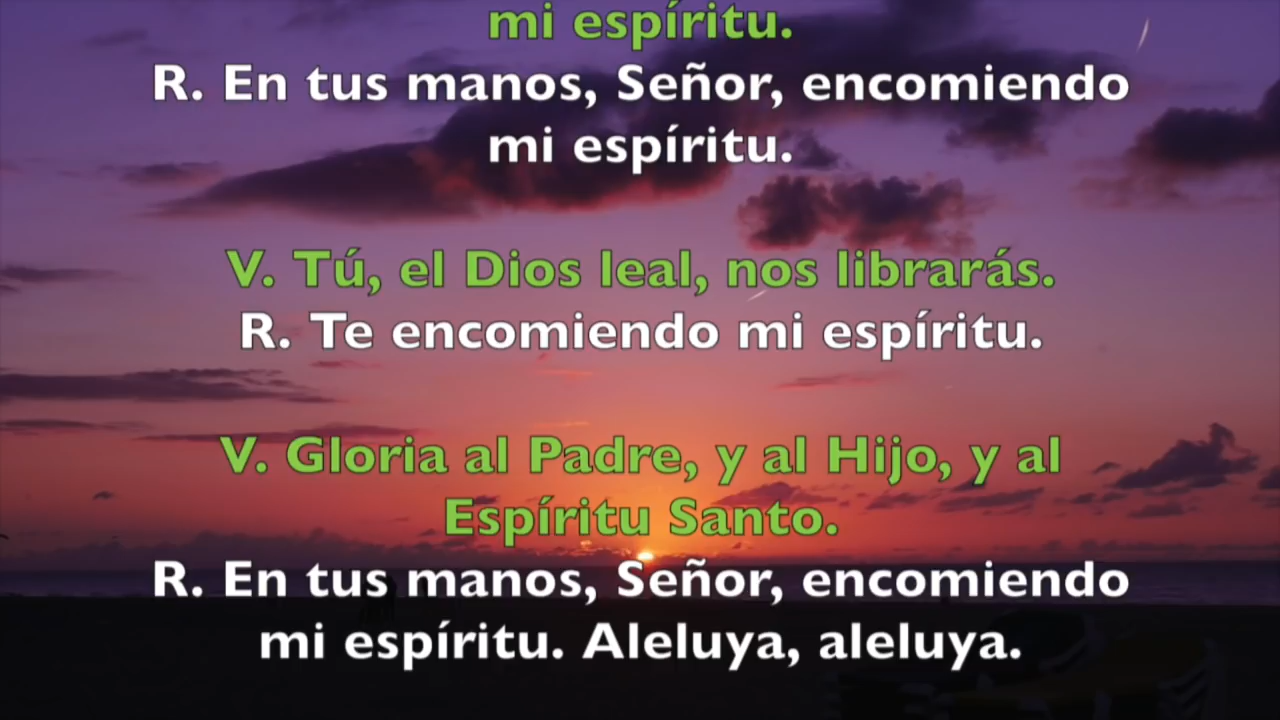 mi espíritu.
R. En tus manos, Señor, encomiendo
mi espíritu.
V. Tú, el Dios leal, nos librarás.
R. Te encomiendo mi espíritu.
V. Gloria al Padre, y al Hijo, y al
Espíritu Santo.
R. En tus manos, Señor, encomiendo
mi espíritu. Aleluya, aleluya.